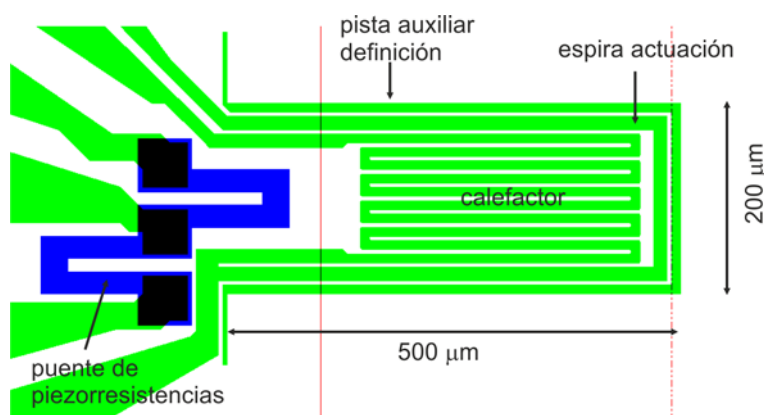 pista auxiliar
definición
espira actuación
calefactor
200 μm
500 μm
puente de
piezorresistencias